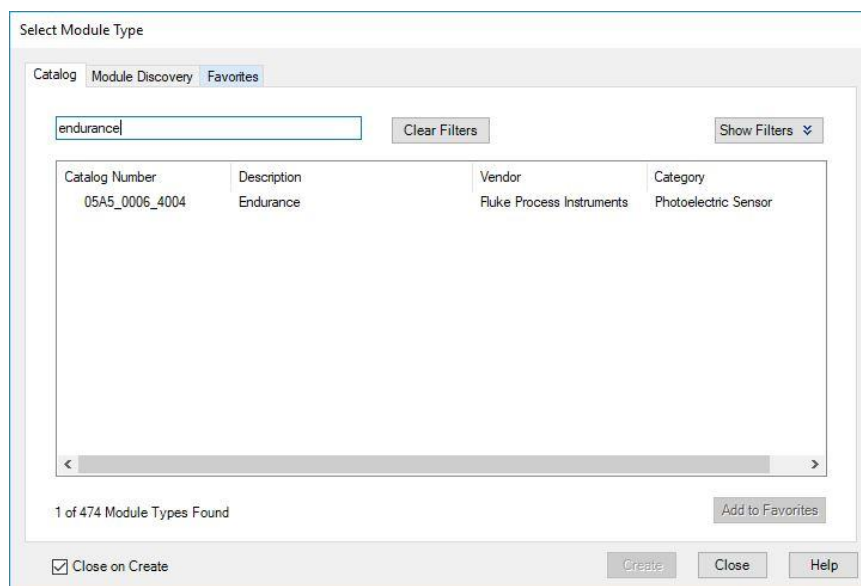 Select Module Type
Catalog Module Discovery Favorites
endurance Clear Filters Show Filters
Catalog Number Description Vendor Category
05A5_0006_4004 Endurance Fluke Process Instruments Photoelectric Sensor
1 of 474 Module Types Found Add to Favorites
Close on Create Create Close Help